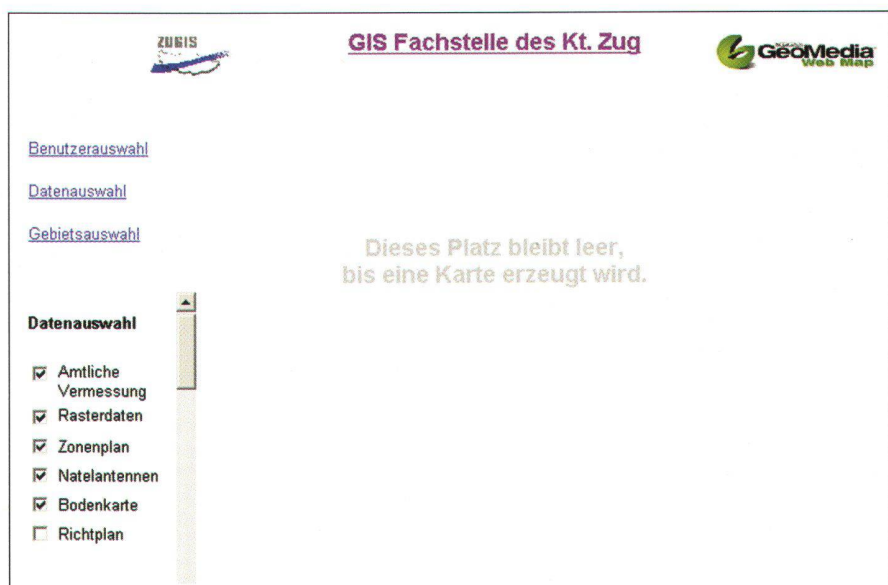 ZUGIS
GIS Fachstelle des Kt. Zug
GeoMedia
Web Map
Benutzerauswahl
Datenauswahl
Gebietsauswahl
Dieses Platz bleibt leer,
bis eine Karte erzeugt wird.
Datenauswahl
Amtliche
Vermessung
Rasterdaten
Zonenplan
Natelantennen
Bodenkarte
Richtplan